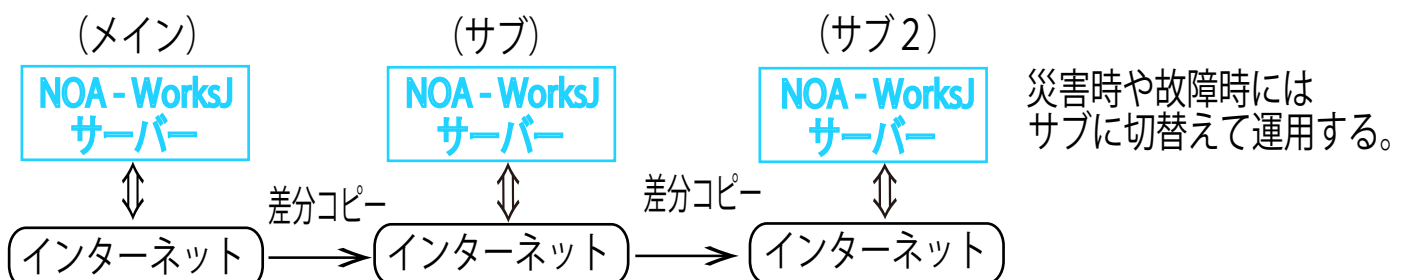 (メイン)
(サブ)
(サブ２)
NOA - WorksJ
サーバー
NOA - WorksJ
サーバー
NOA - WorksJ
サーバー
災害時や故障時には
サブに切替えて運用する。
差分コピー
差分コピー
インターネット
インターネット
インターネット